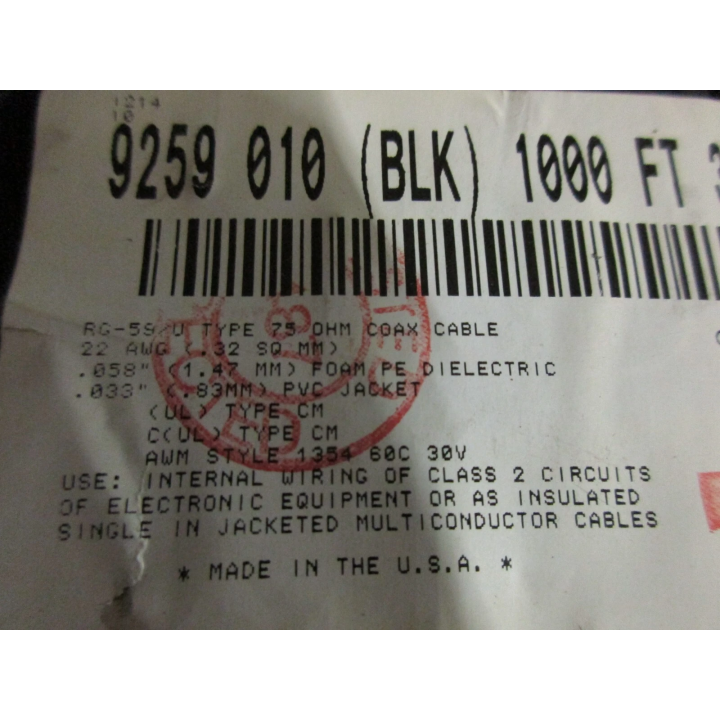 1214
10
9259 010 (BLK) 1000 FT
RG-59/U TYPE 75 OHM COAX CABLE
22 AWG (.32 SQ MM)
.058" (1.47 MM) FOAM PE DIELECTRIC
.033" (.83MM) PVC JACKET
(UL) TYPE CM
C(UL) TYPE CM
AWM STYLE 1354 60C 30V
USE: INTERNAL WIRING OF CLASS 2 CIRCUITS
OF ELECTRONIC EQUIPMENT OR AS INSULATED
SINGLE IN JACKETED MULTICONDUCTOR CABLES
* MADE IN THE U.S.A. *